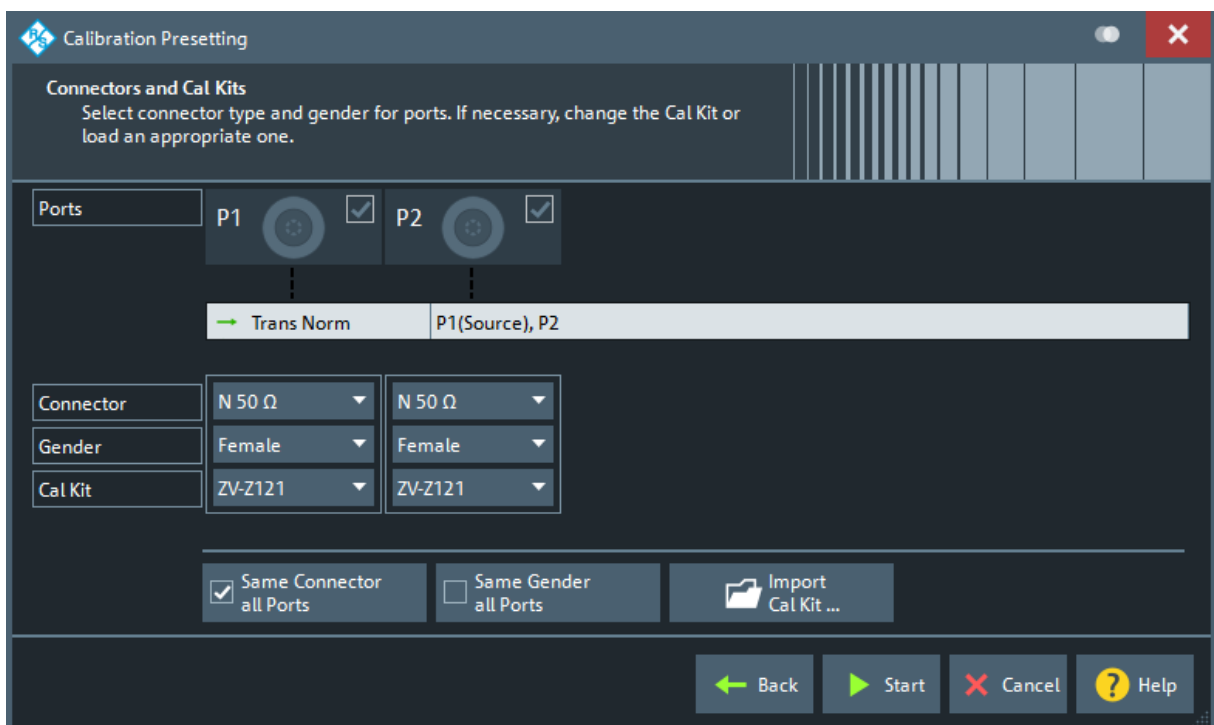 Calibration Presetting
Connectors and Cal Kits
Select connector type and gender for ports. If necessary, change the Cal Kit or
load an appropriate one.
Ports
P1
P2
Trans Norm
P1(Source), P2
Connector
N 50 Ω
N 50 Ω
Gender
Female
Female
Cal Kit
ZV-Z121
ZV-Z121
Same Connector
all Ports
Same Gender
all Ports
Import
Cal Kit ...
Back
Start
Cancel
? Help